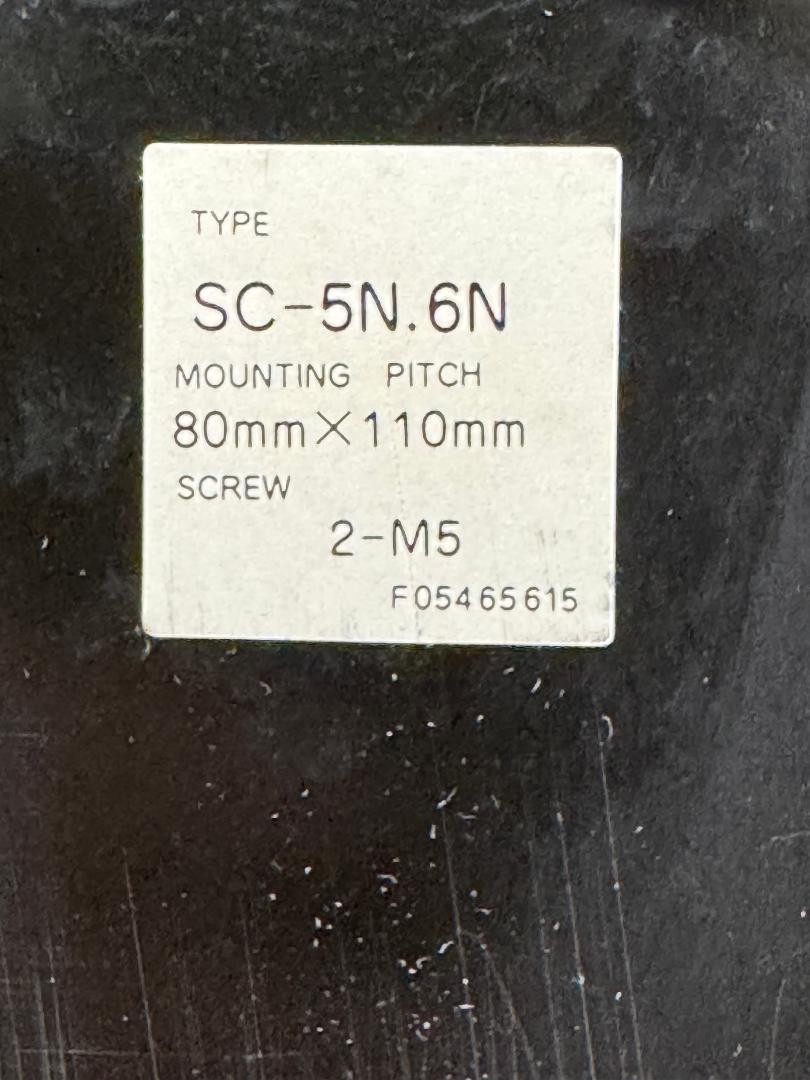 TYPE
SC-5N.6N
MOUNTING PITCH
80mm×110mm
SCREW
2-M5
F05465615